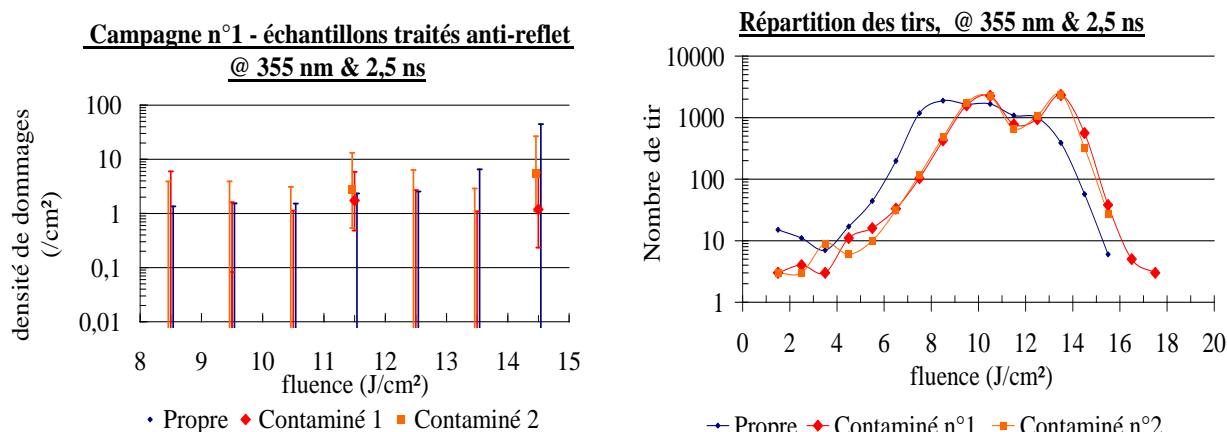 Campagne n°1 - échantillons traités anti-reflet
@ 355 nm & 2,5 ns
densité de dommages
(/cm²)
100
10
1
0,1
0,01
8 9 10 11 12 13 14 15
fluence (J/cm²)
Propre Contaminé 1 Contaminé 2
Répartition des tirs, @ 355 nm & 2,5 ns
Nombre de tir
10000
1000
100
10
1
0 2 4 6 8 10 12 14 16 18 20
fluence (J/cm²)
Propre Contaminé n°1 Contaminé n°2